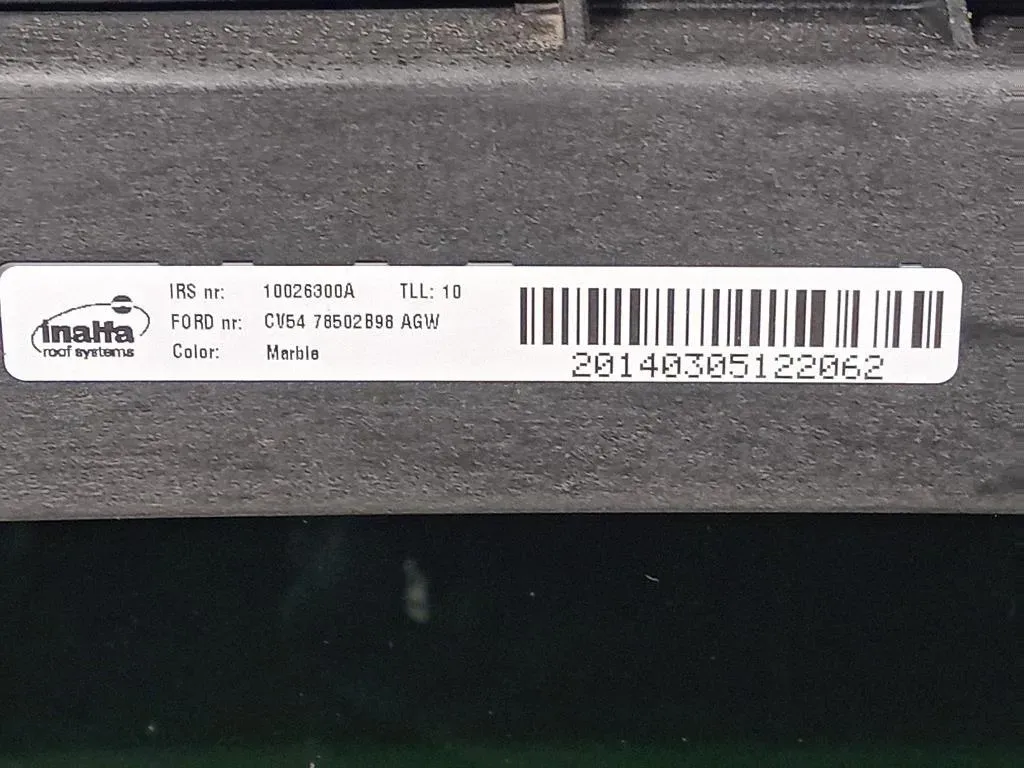 inalfa
roof systems
IRS nr: 10026300A TLL: 10
FORD nr: CV54 78502B98 AGW
Color: Marble
20140305122062